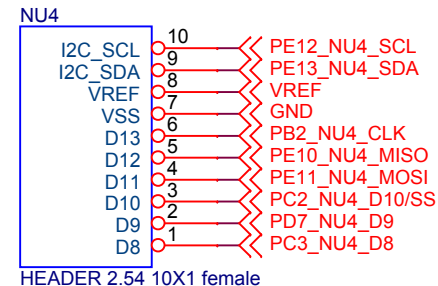 NU4
I2C_SCL 10 PE12_NU4_SCL
I2C_SDA 9 PE13_NU4_SDA
VREF 8 VREF
VSS 7 GND
D13 6 PB2_NU4_CLK
D12 5 PE10_NU4_MISO
D11 4 PE11_NU4_MOSI
D10 3 PC2_NU4_D10/SS
D9 2 PD7_NU4_D9
D8 1 PC3_NU4_D8
HEADER 2.54 10X1 female